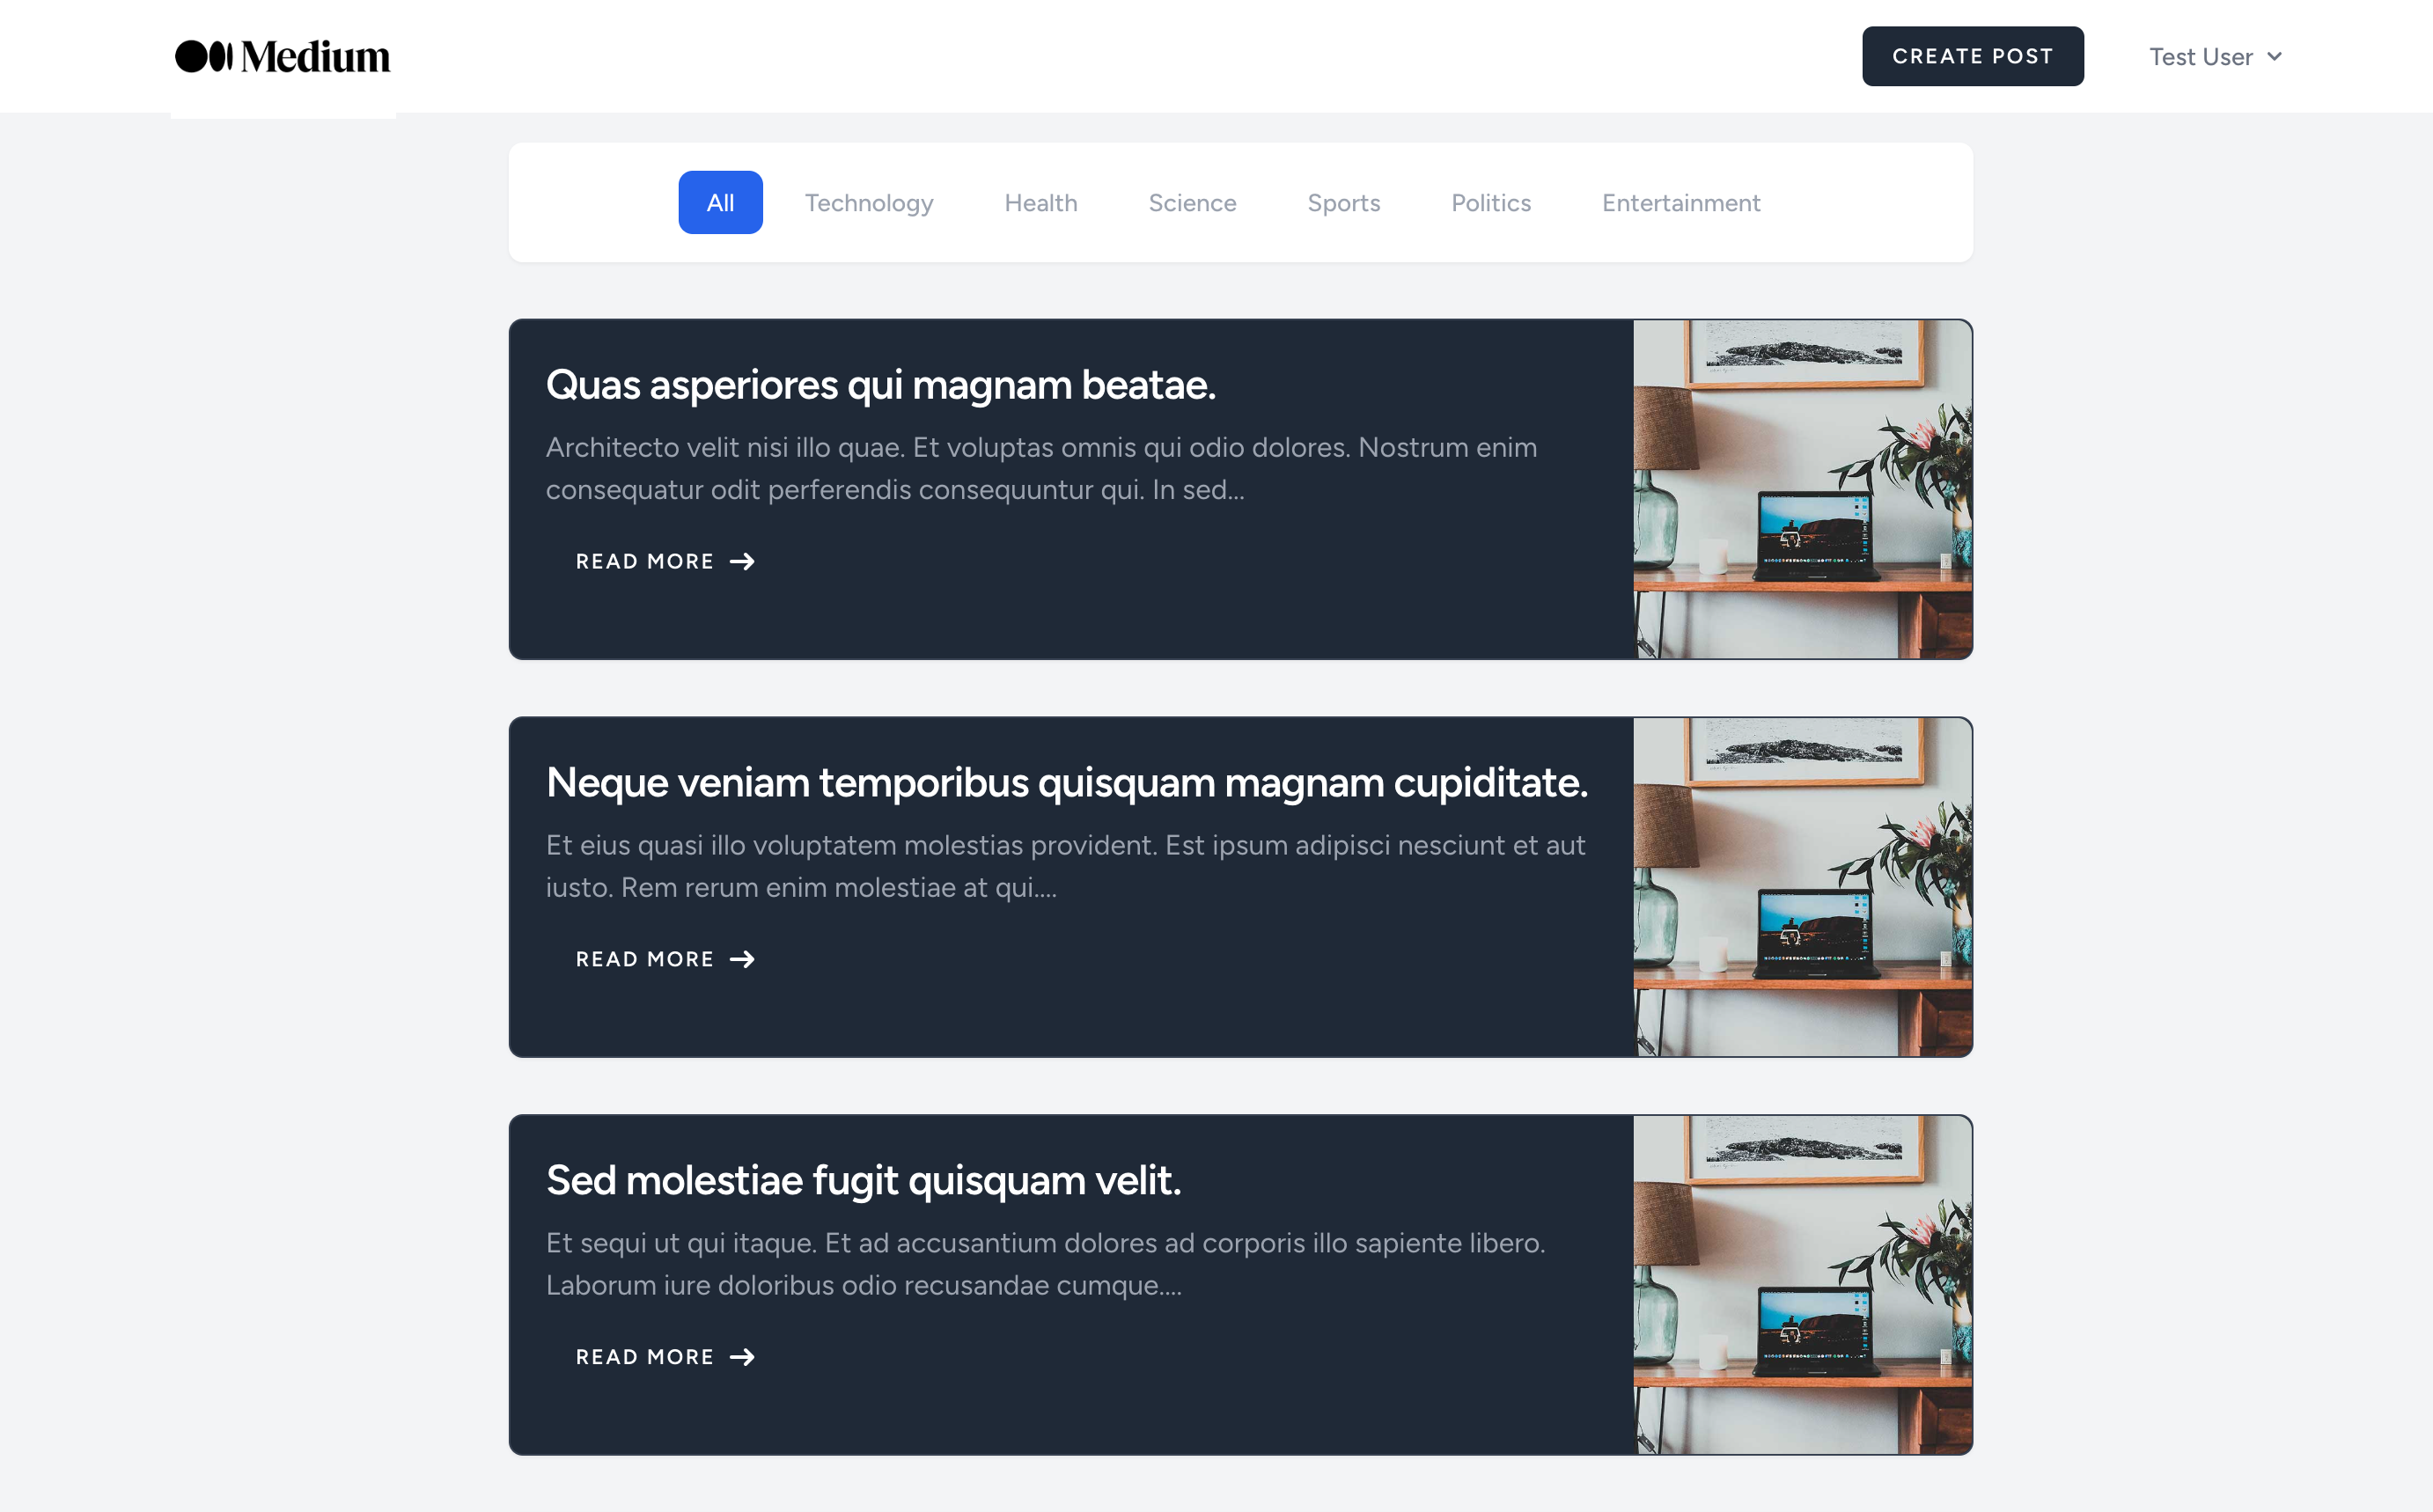 Medium
CREATE POST
Test User
All
Technology
Health
Science
Sports
Politics
Entertainment
Quas asperiores qui magnam beatae.
Architecto velit nisi illo quae. Et voluptas omnis qui odio dolores. Nostrum enim
consequatur odit perferendis consequuntur qui. In sed...
READ MORE
Neque veniam temporibus quisquam magnam cupiditate.
Et eius quasi illo voluptatem molestias provident. Est ipsum adipisci nesciunt et aut
iusto. Rem rerum enim molestiae at qui....
READ MORE
Sed molestiae fugit quisquam velit.
Et sequi ut qui itaque. Et ad accusantium dolores ad corporis illo sapiente libero.
Laborum iure doloribus odio recusandae cumque....
READ MORE